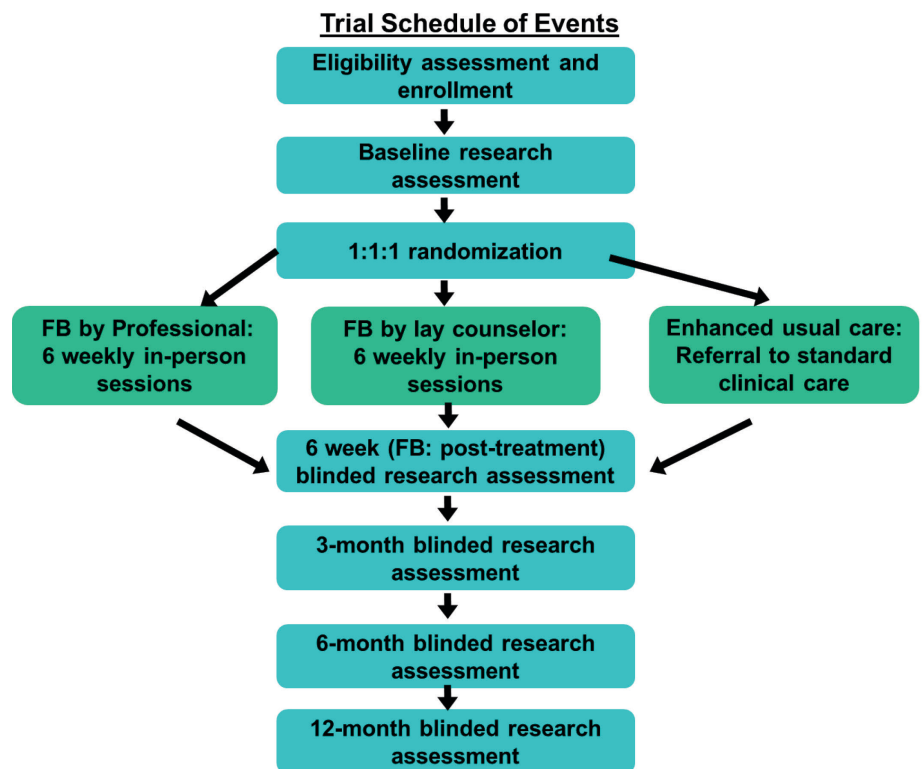 Trial Schedule of Events
Eligibility assessment and
enrollment
Baseline research
assessment
1:1:1 randomization
FB by Professional:
6 weekly in-person
sessions
FB by lay counselor:
6 weekly in-person
sessions
Enhanced usual care:
Referral to standard
clinical care
6 week (FB: post-treatment)
blinded research assessment
3-month blinded research
assessment
6-month blinded research
assessment
12-month blinded research
assessment